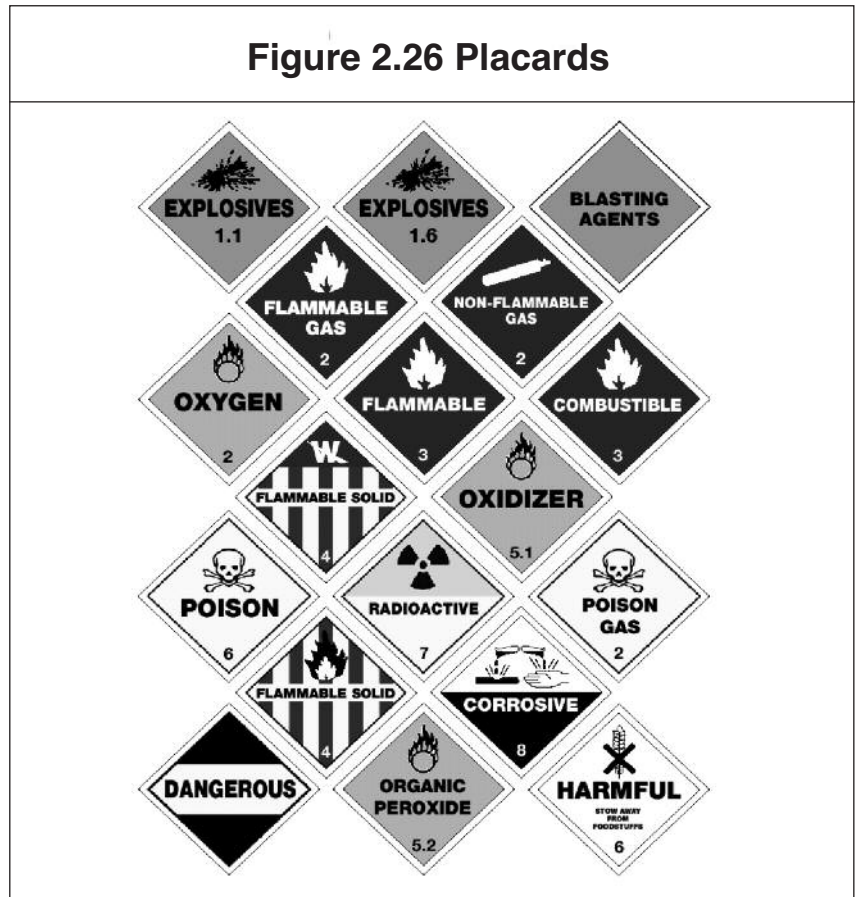 Figure 2.26 Placards
EXPLOSIVES
1.1
EXPLOSIVES
1.6
BLASTING
AGENTS
FLAMMABLE
GAS
2
NON-FLAMMABLE
GAS
2
OXYGEN
2
FLAMMABLE
3
COMBUSTIBLE
3
W
FLAMMABLE SOLID
4
OXIDIZER
5.1
POISON
6
RADIOACTIVE
7
POISON
GAS
2
FLAMMABLE SOLID
4
CORROSIVE
8
DANGEROUS
ORGANIC
PEROXIDE
5.2
HARMFUL
STOW AWAY
FROM
FOODSTUFFS
6